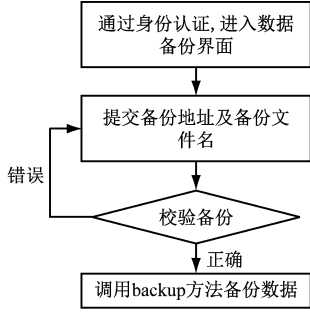 通过身份认证,进入数据
备份界面
提交备份地址及备份文
件名
错误
校验备份
正确
调用backup方法备份数据